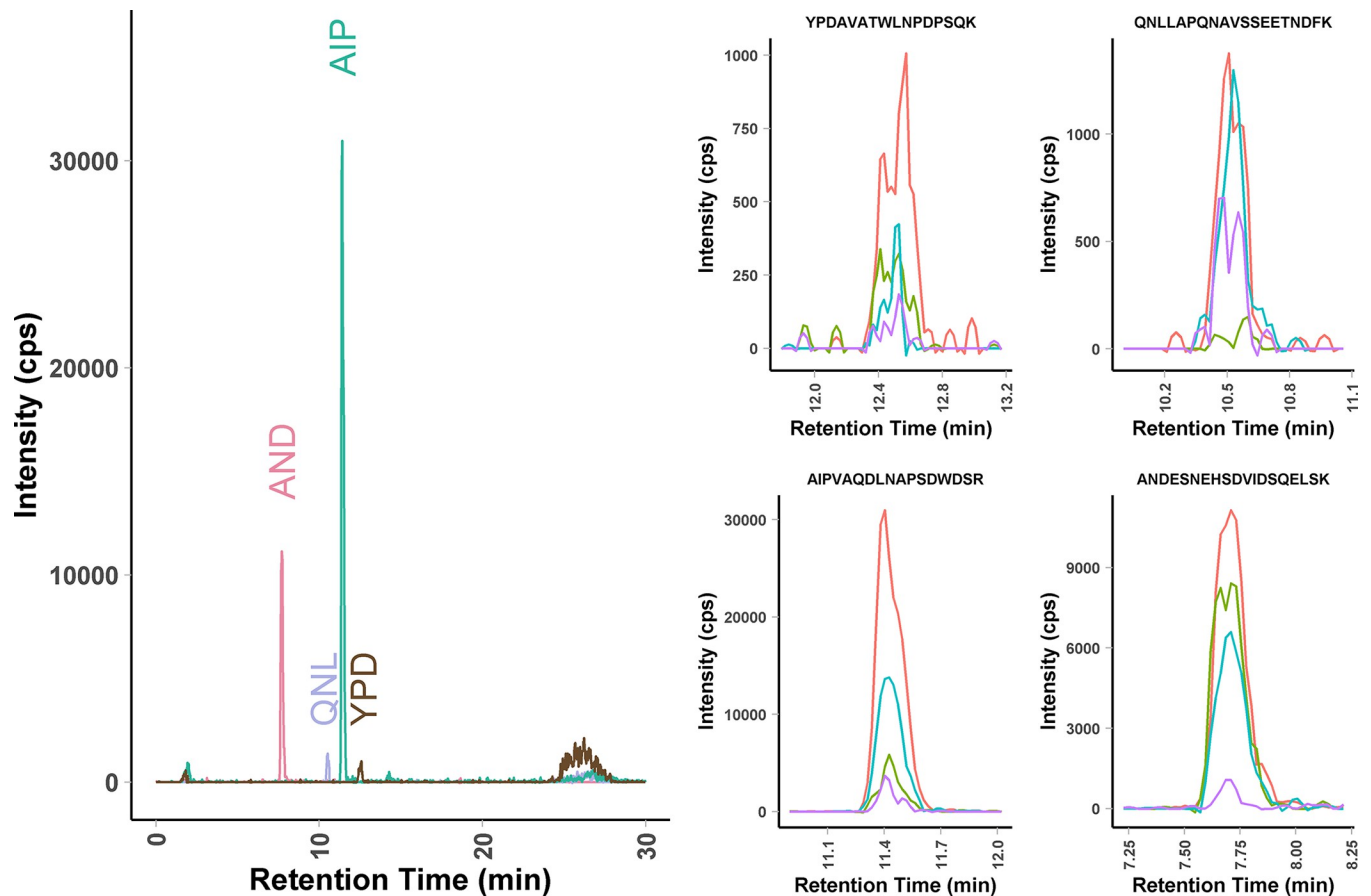 AIP
30000
20000
AND
10000
QNL
YPD
0
0
10
20
30
Intensity (cps)
Retention Time (min)
YPDAVATWLNPDPSQK
1000
750
500
250
0
12.0
12.4
12.8
13.2
Intensity (cps)
Retention Time (min)
QNLLAPQNAVSSEETNDFK
1000
500
0
10.2
10.5
10.8
11.1
Intensity (cps)
Retention Time (min)
AIPVAQDLNAPSDWDSR
30000
20000
10000
0
11.1
11.4
11.7
12.0
Intensity (cps)
Retention Time (min)
ANDESNEHSDVIDSQELSK
9000
6000
3000
0
7.25
7.50
7.75
8.00
8.25
Intensity (cps)
Retention Time (min)